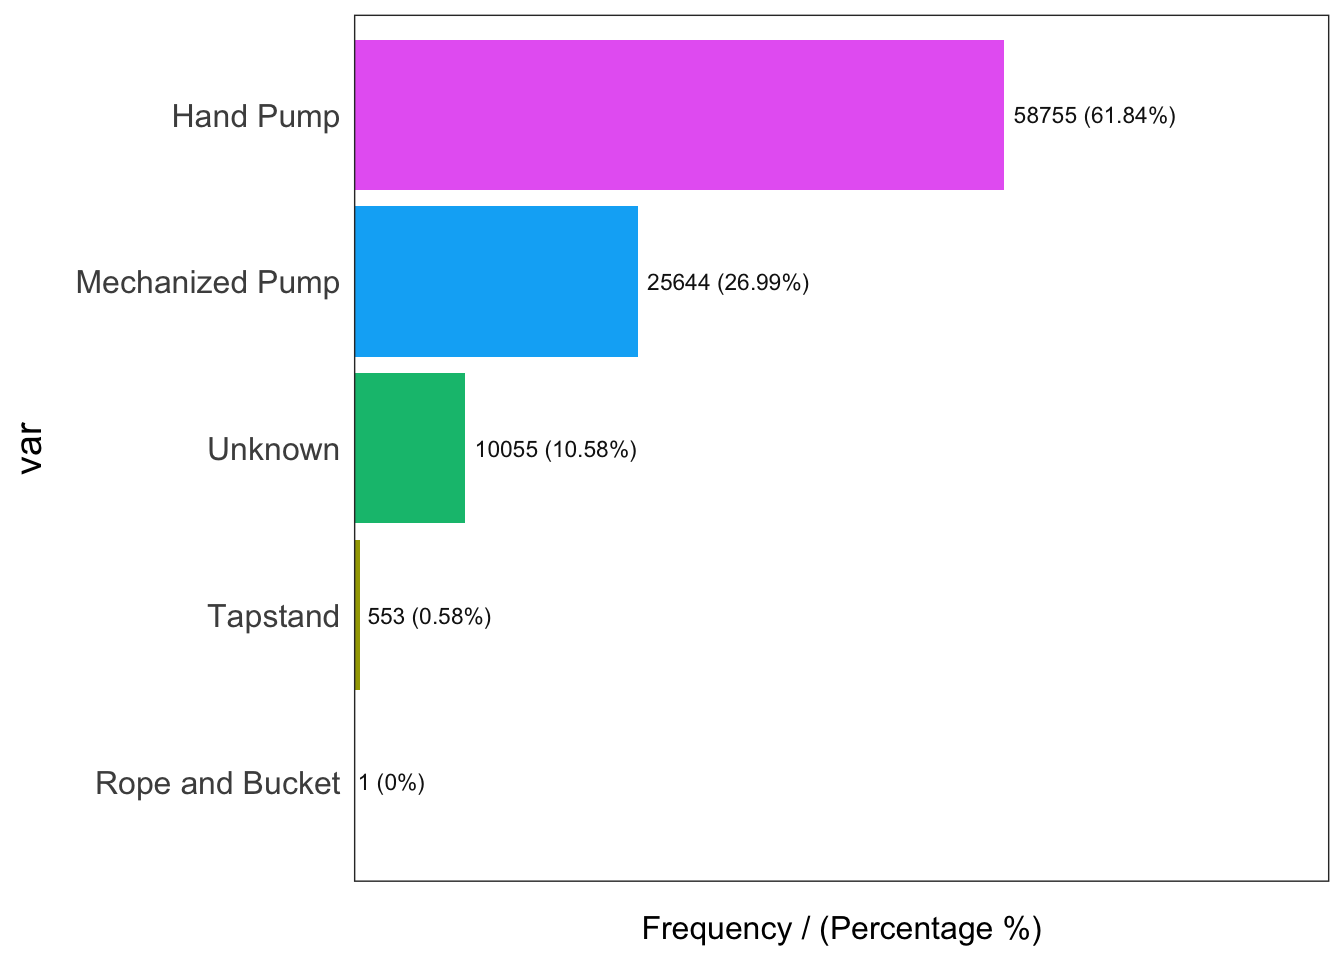 Hand Pump
58755 (61.84%)
Mechanized Pump
25644 (26.99%)
Unknown
10055 (10.58%)
Tapstand
553 (0.58%)
Rope and Bucket
1 (0%)
var
Frequency / (Percentage %)